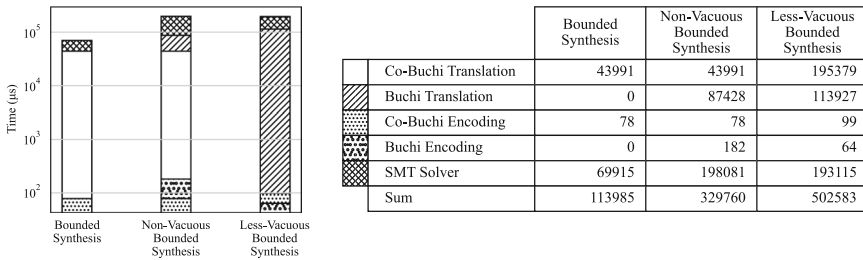 10^5
10^4
10^3
10^2
Time (μs)
Bounded
Synthesis
Non-Vacuous
Bounded
Synthesis
Less-Vacuous
Bounded
Synthesis
Bounded
Synthesis
Non-Vacuous
Bounded
Synthesis
Less-Vacuous
Bounded
Synthesis
Co-Buchi Translation 43991 43991 195379
Buchi Translation 0 87428 113927
Co-Buchi Encoding 78 78 99
Buchi Encoding 0 182 64
SMT Solver 69915 198081 193115
Sum 113985 329760 502583